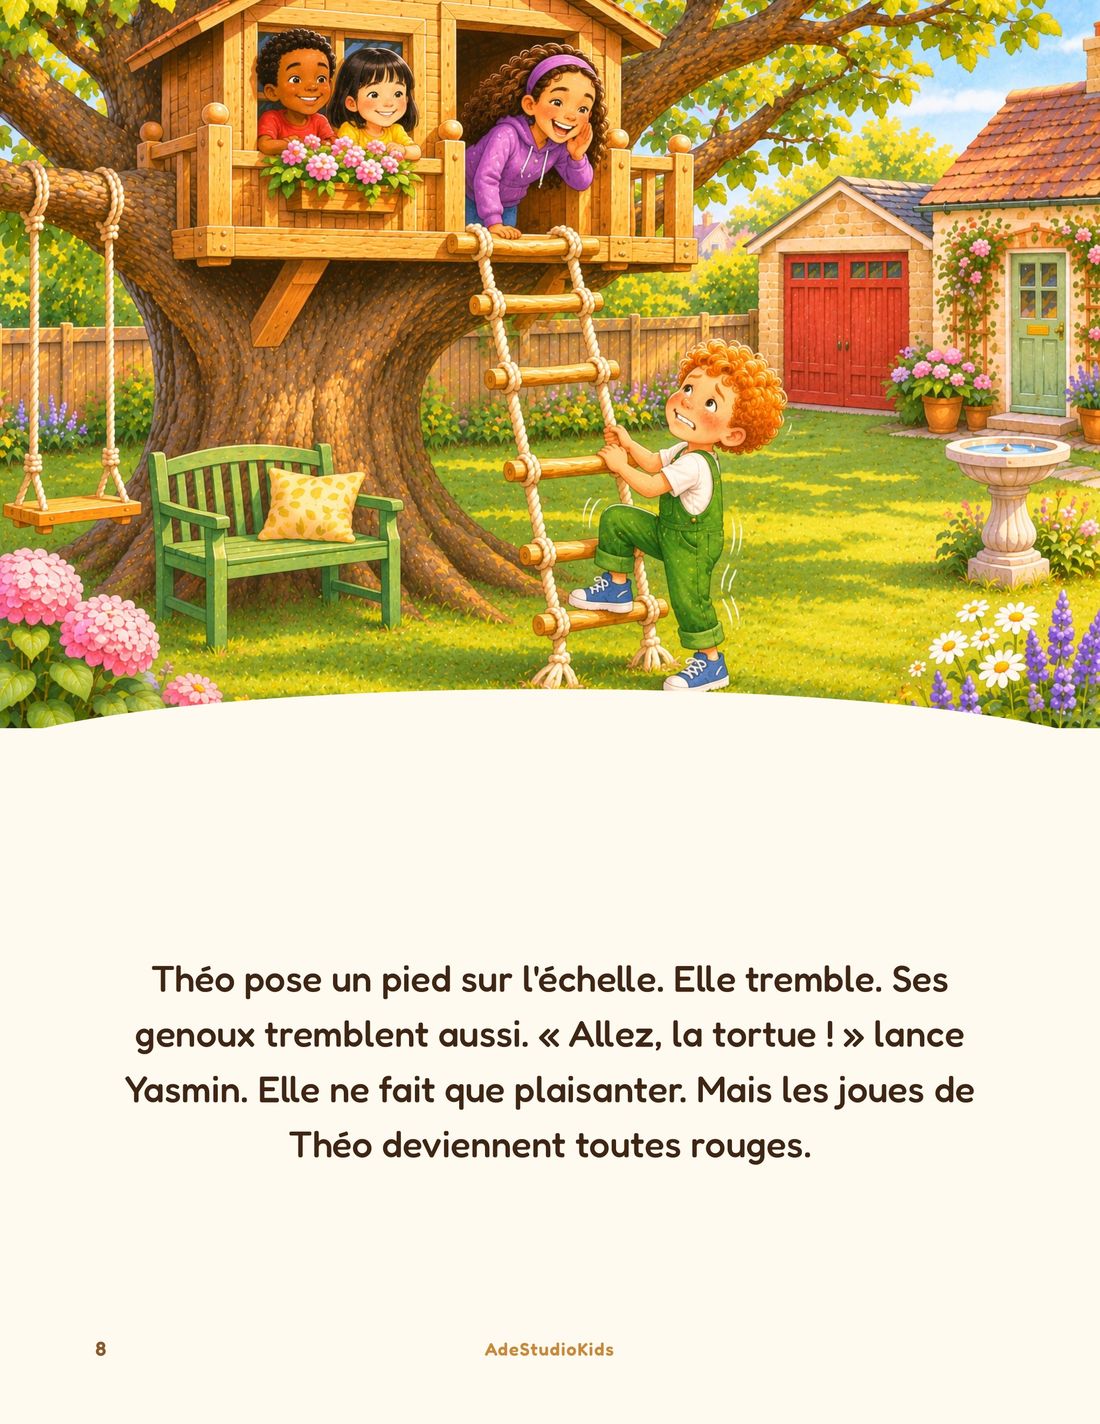 Théo pose un pied sur l'échelle. Elle tremble. Ses
genoux tremblent aussi. « Allez, la tortue ! » lance
Yasmin. Elle ne fait que plaisanter. Mais les joues de
Théo deviennent toutes rouges.
8
AdeStudioKids